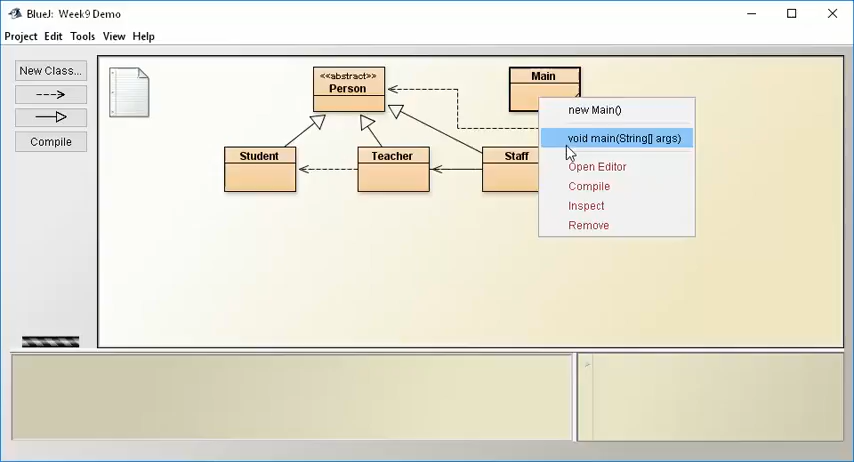 BlueJ: Week9 Demo
Project Edit Tools View Help
New Class...
Compile
<<abstract>>
Person
Main
Student
Teacher
Staff
new Main()
void main(String[] args)
Open Editor
Compile
Inspect
Remove